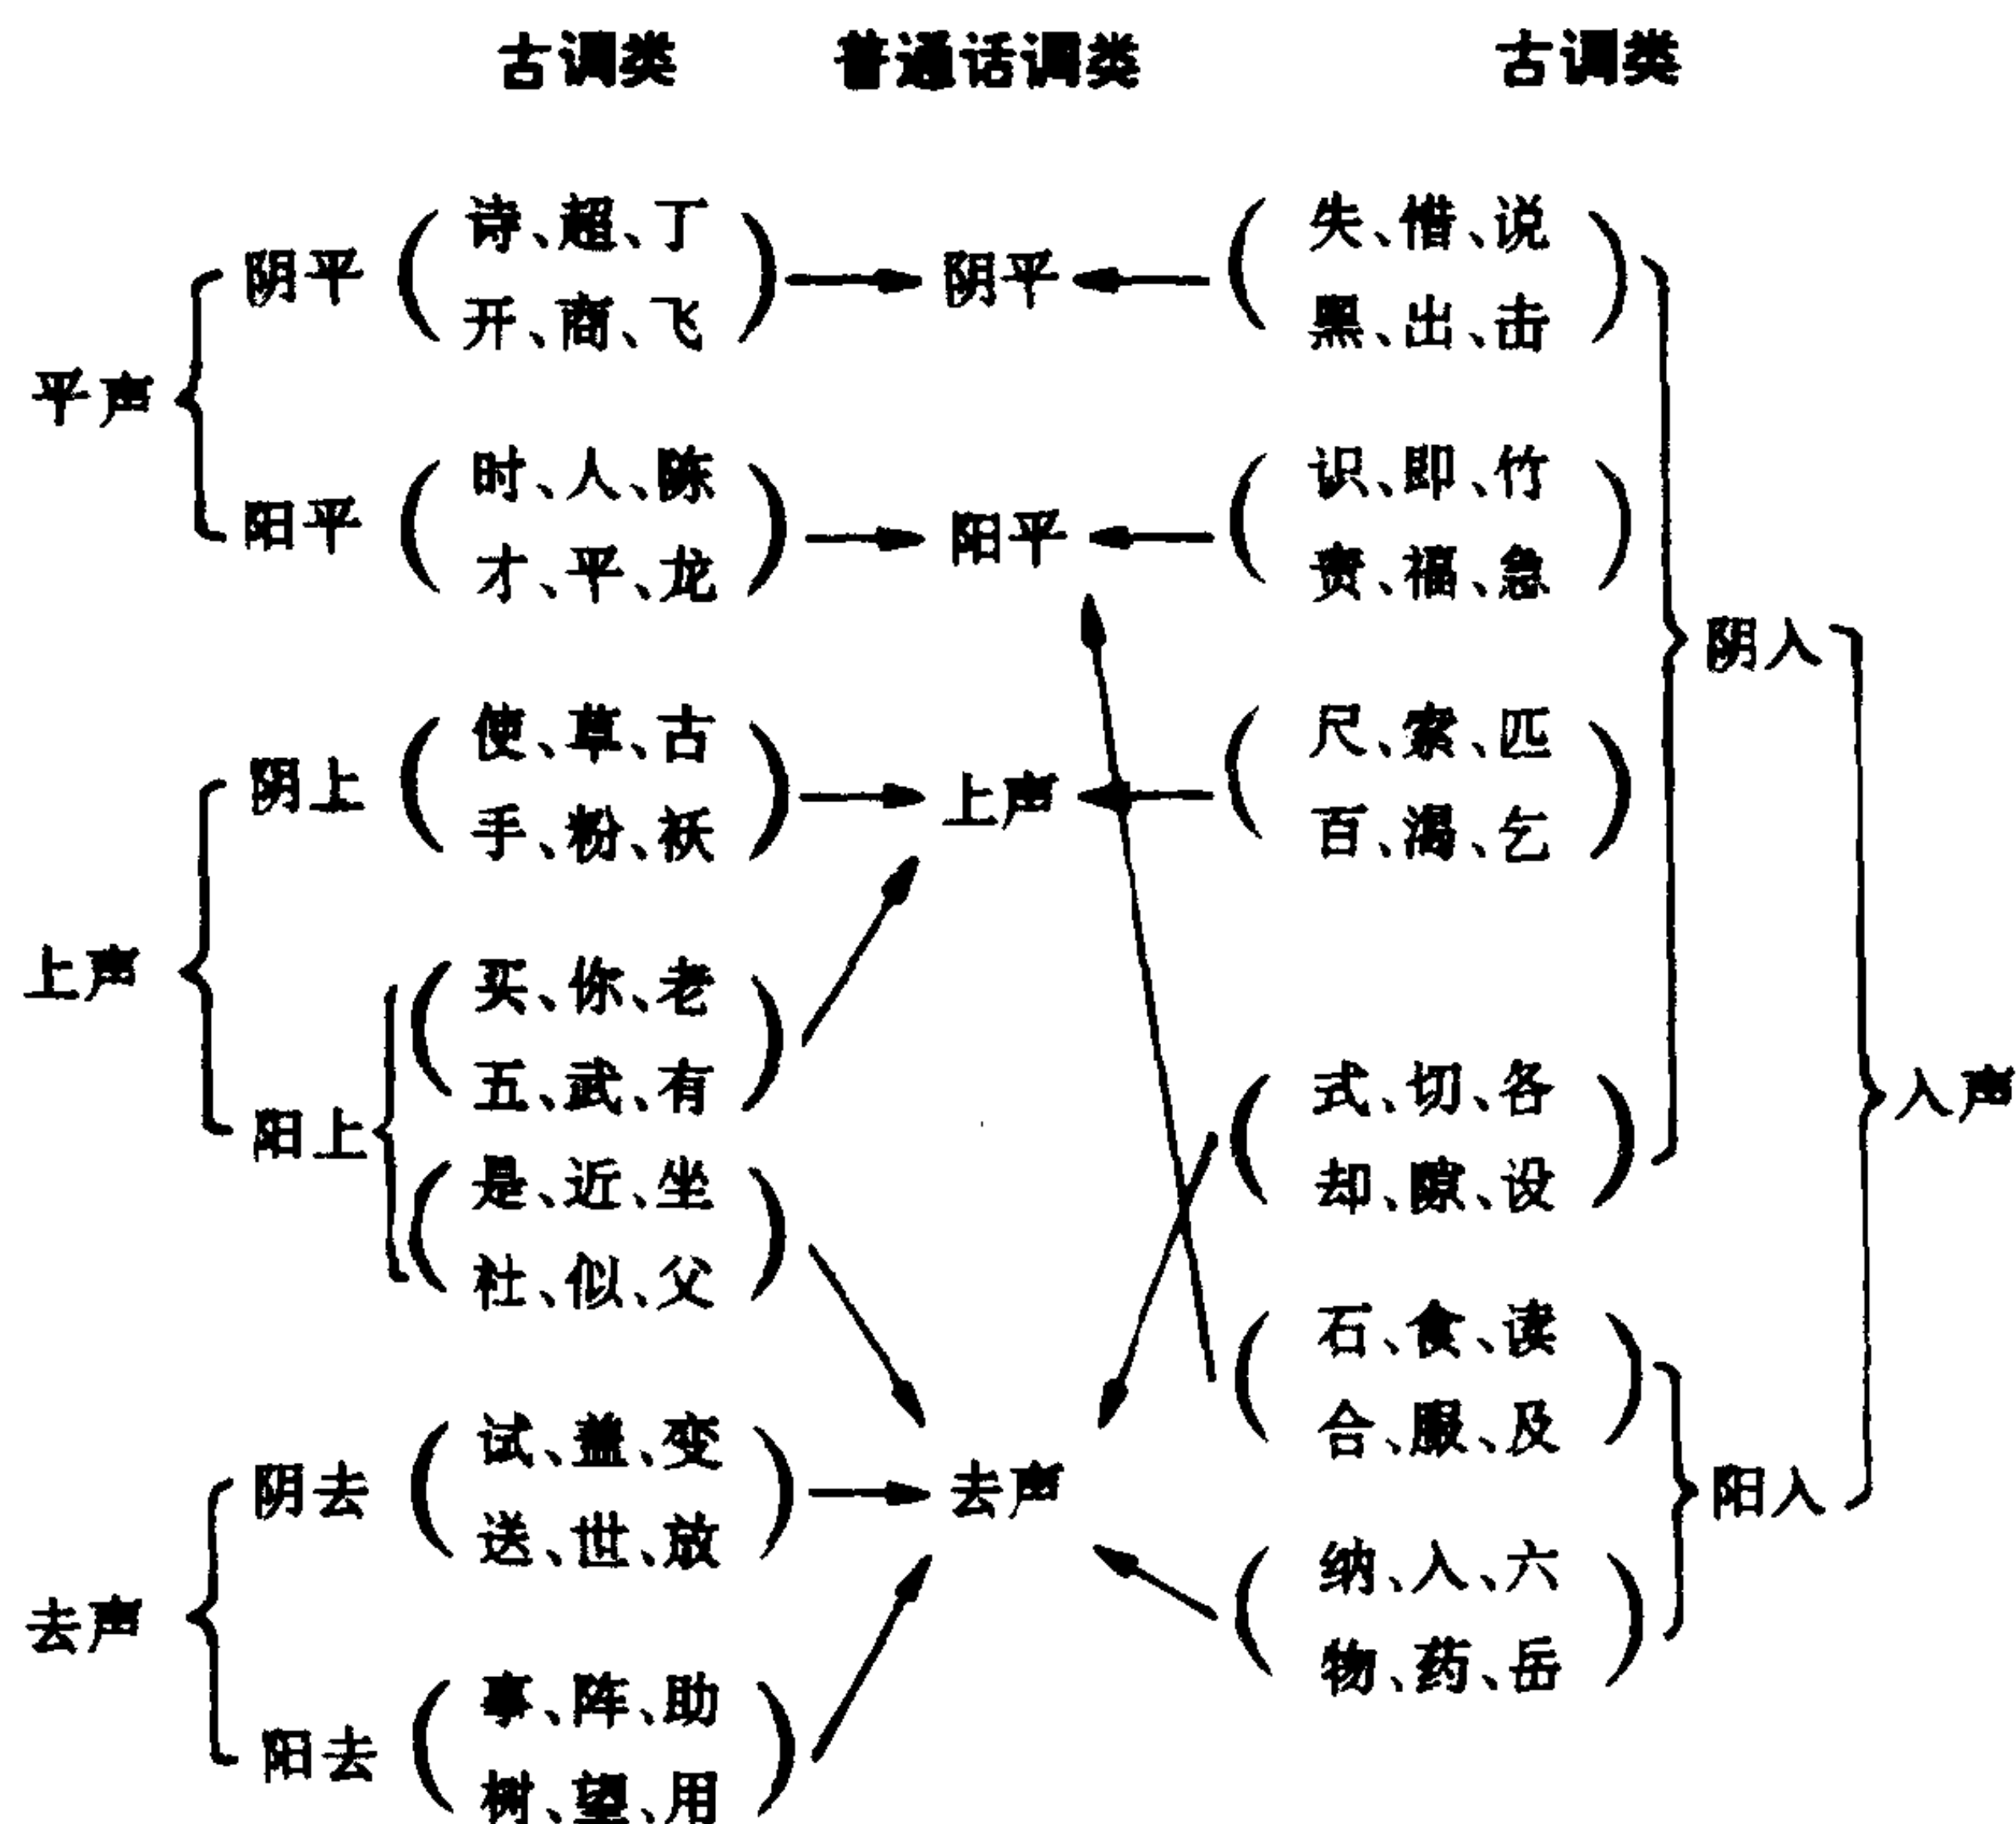 古调类 普通话调类 古调类
诗、超、丁 失、惜、说
阴平 阴平
开、商、飞 黑、出、击
平声
时、人、陈 识、即、竹
阳平 阳平
才、平、龙 责、福、急
阴入
使、草、古 尺、索、匹
阴上 上声
手、粉、袄 百、渴、乞
上声
买、你、老
五、武、有 式、切、各
入声
阳上
是、近、坐 却、隙、设
社、似、父 石、食、读
试、盖、变 合、服、及
阴去 去声 阳入
送、世、放 纳、入、六
去声
事、阵、助 物、药、岳
阳去
树、望、用